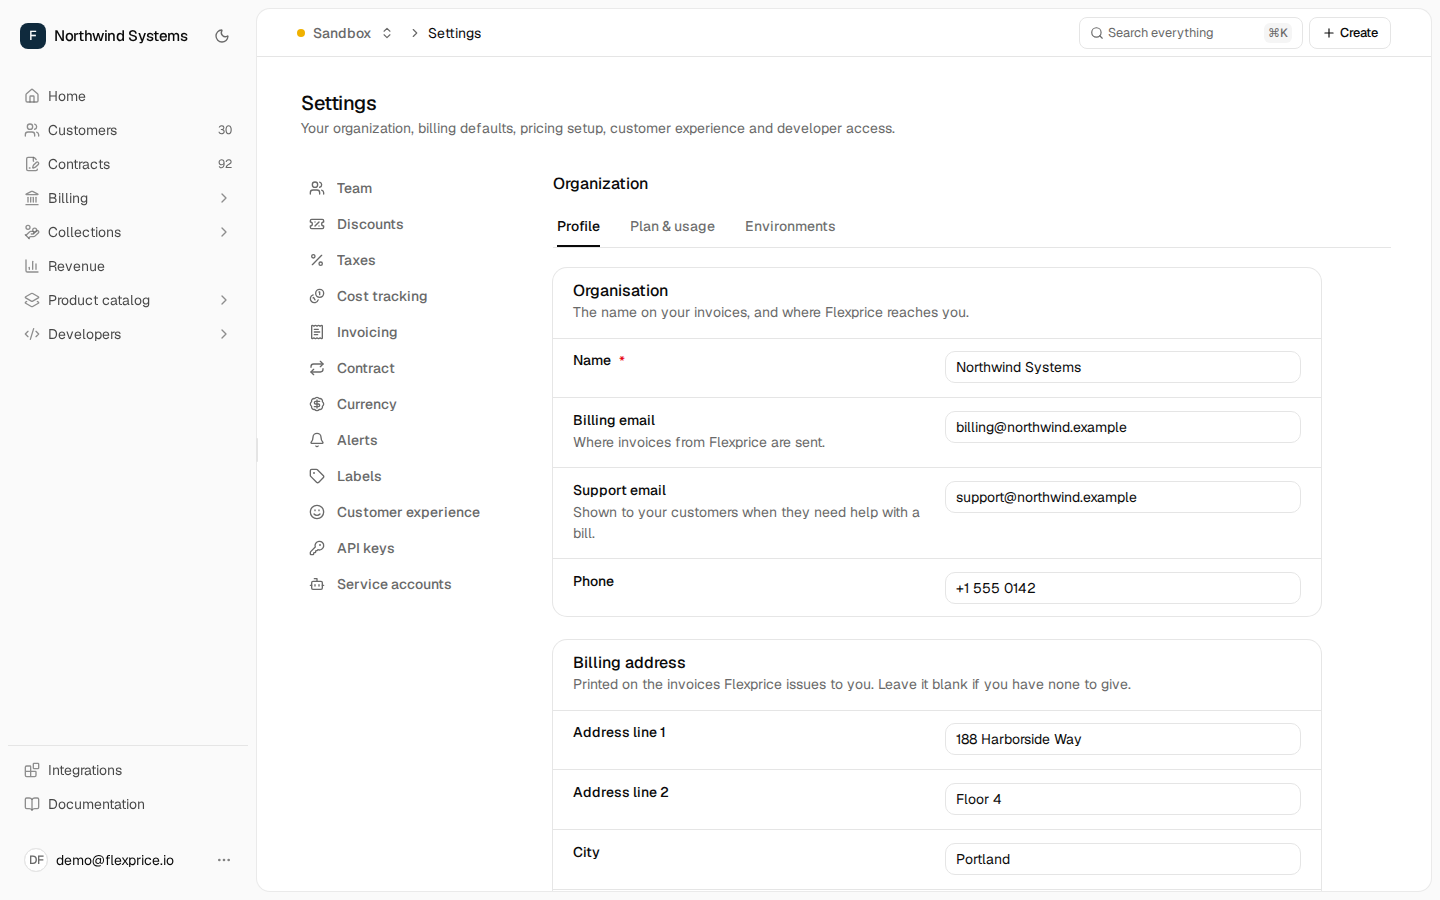 F Northwind Systems
Home
Customers 30
Contracts 92
Billing
Collections
Revenue
Product catalog
Developers
Integrations
Documentation
DF demo@flexprice.io
Sandbox
Settings
Search everything ⌘K
+ Create
Settings
Your organization, billing defaults, pricing setup, customer experience and developer access.
Team
Discounts
Taxes
Cost tracking
Invoicing
Contract
Currency
Alerts
Labels
Customer experience
API keys
Service accounts
Organization
Profile Plan & usage Environments
Organisation
The name on your invoices, and where Flexprice reaches you.
Name * Northwind Systems
Billing email billing@northwind.example
Where invoices from Flexprice are sent.
Support email support@northwind.example
Shown to your customers when they need help with a
bill.
Phone +1 555 0142
Billing address
Printed on the invoices Flexprice issues to you. Leave it blank if you have none to give.
Address line 1 188 Harborside Way
Address line 2 Floor 4
City Portland